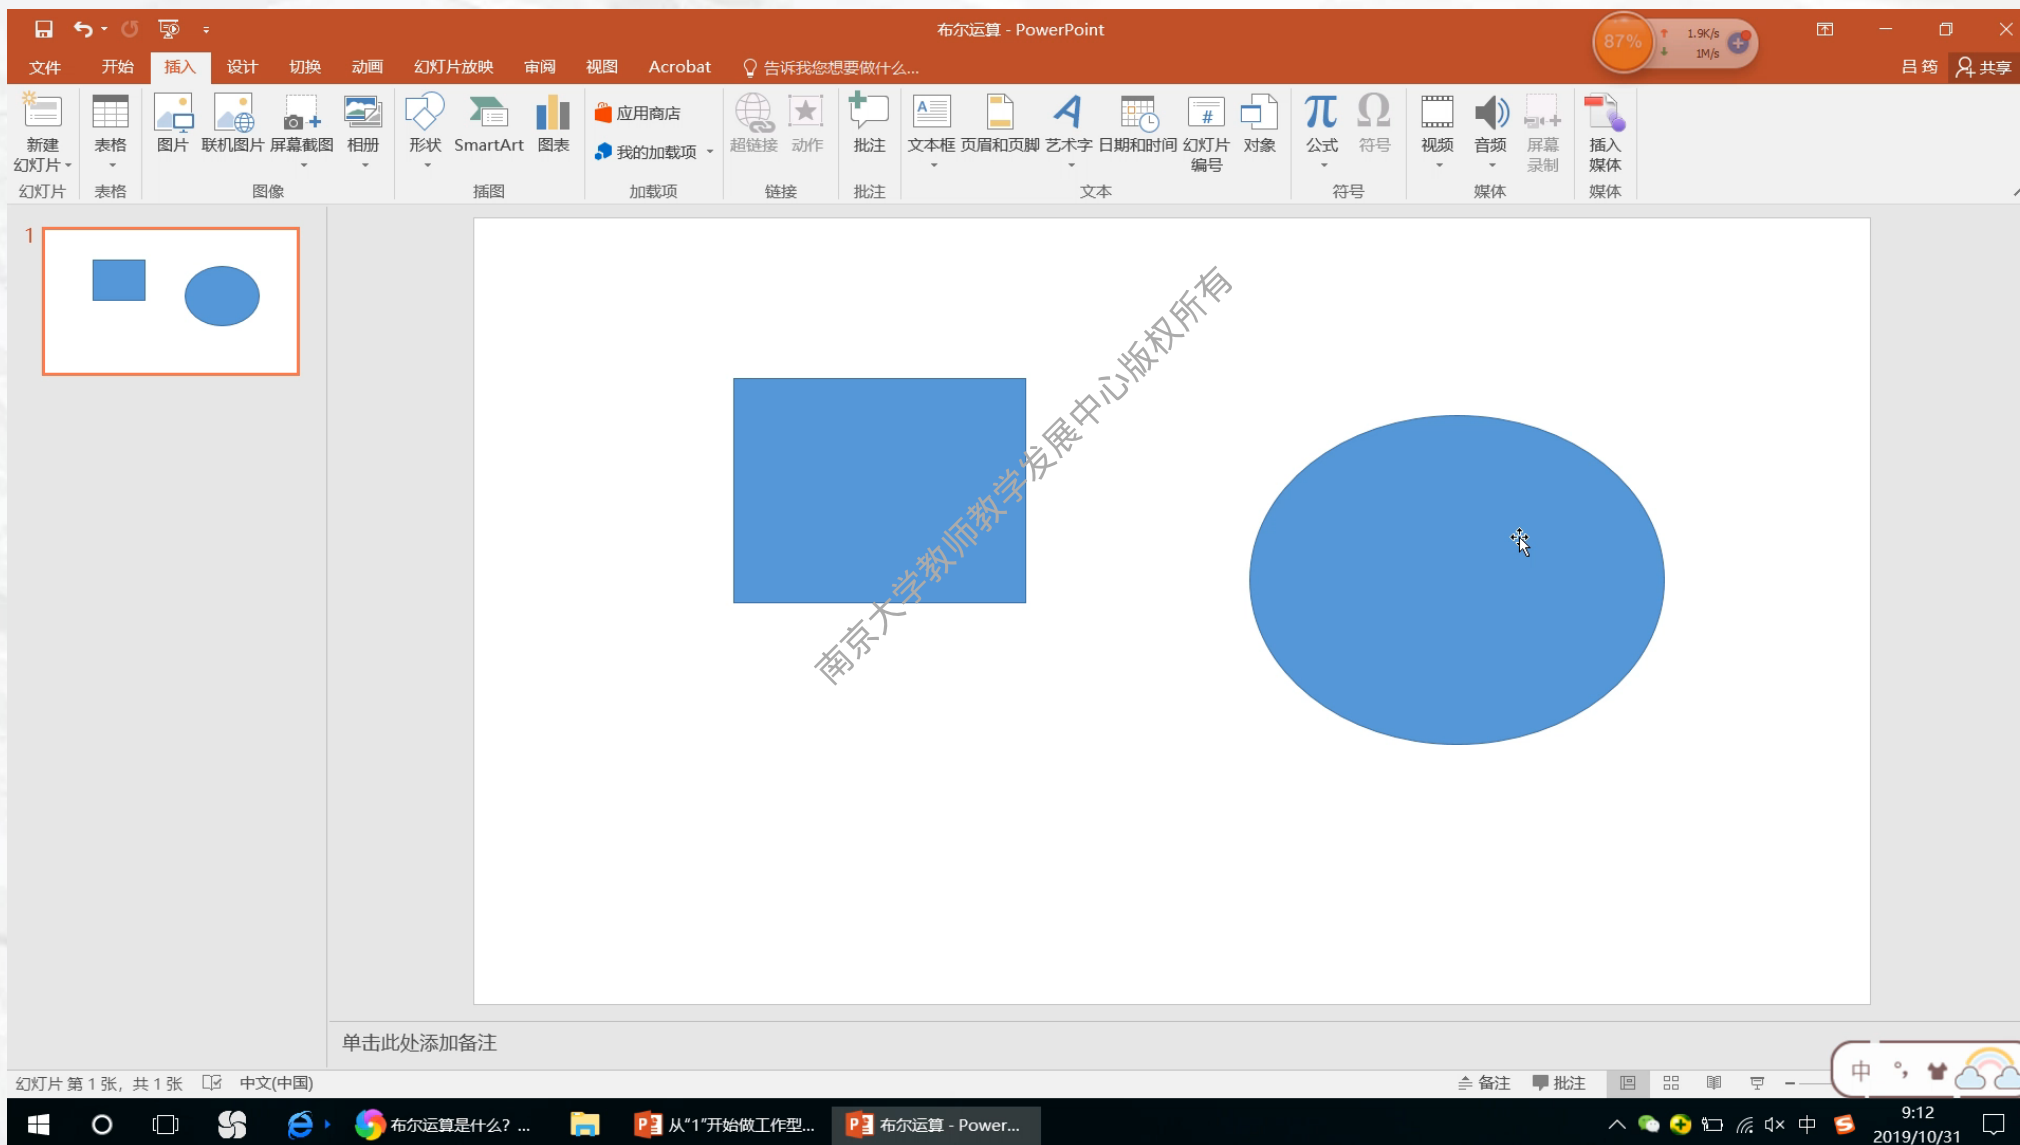 布尔运算 - PowerPoint
87%
1.9K/s
1M/s
文件 开始 插入 设计 切换 动画 幻灯片放映 审阅 视图 Acrobat 告诉我您想要做什么...
吕 筠 共享
新建
幻灯片
表格
图片
联机图片
屏幕截图
相册
形状
SmartArt
图表
应用商店
我的加载项
超链接
动作
批注
文本框
页眉和页脚
艺术字
日期和时间
幻灯片
编号
对象
公式
符号
视频
音频
屏幕
录制
插入
媒体
幻灯片 表格 图像 插图 加载项 链接 批注 文本 符号 媒体 媒体
1
南京大学教师教学发展中心版权所有
单击此处添加备注
幻灯片 第 1 张，共 1 张 中文(中国)
备注 批注
中
布尔运算是什么? ...
从"1"开始做工作型...
布尔运算 - Power...
中
9:12
2019/10/31